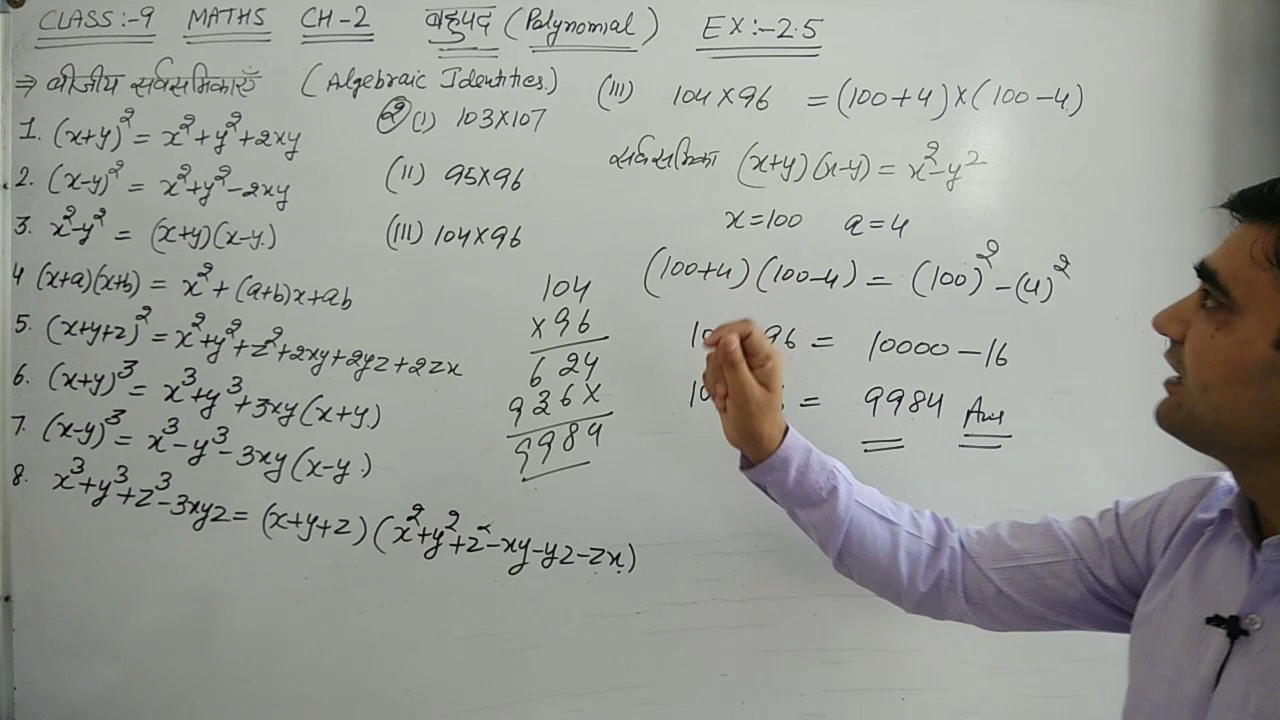 CLASS:-9 MATHS CH-2 बहुपद (Polynomial) EX:-2.5
⇒ बीजीय सर्वसमिकाएँ (Algebraic Identities.)
1. (x+y)² = x²+y²+2xy
2. (x-y)² = x²+y²-2xy
3. x²-y² = (x+y)(x-y.)
4 (x+a)(x+b) = x²+(a+b)x+ab
5. (x+y+z)² = x²+y²+z²+2xy+2yz+2zx
6. (x+y)³ = x³+y³+3xy(x+y)
7. (x-y)³ = x³-y³-3xy(x-y.)
8. x³+y³+z³-3xyz = (x+y+z)(x²+y²+z²-xy-yz-zx)
② (i) 103×107
(ii) 95×96
(iii) 104×96
104
×96
624
936×
9984
(iii) 104×96 = (100+4)×(100-4)
सर्वसमिका (x+y)(x-y) = x²-y²
x=100 a=4
(100+4)(100-4) = (100)²-(4)²
96 = 10000-16
= 9984 Ans